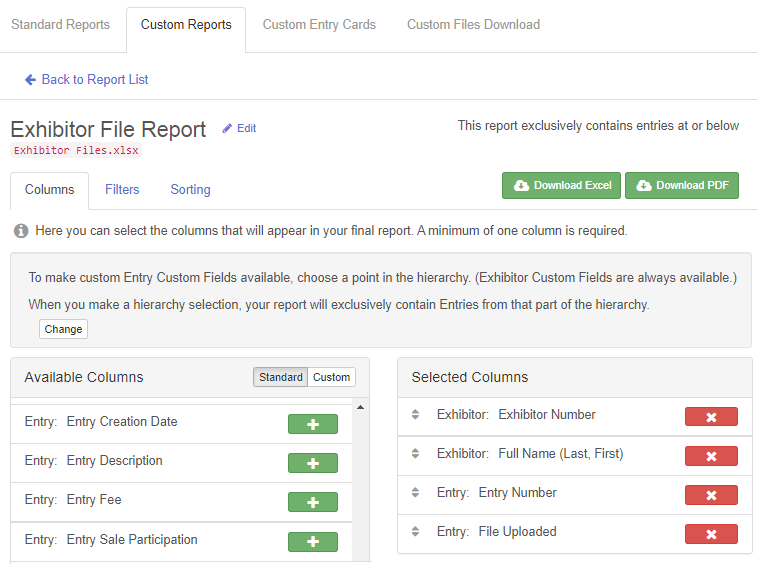 Standard Reports
Custom Reports
Custom Entry Cards
Custom Files Download
Back to Report List
Exhibitor File Report
Edit
This report exclusively contains entries at or below
Exhibitor Files.xlsx
Columns
Filters
Sorting
Download Excel
Download PDF
Here you can select the columns that will appear in your final report. A minimum of one column is required.
To make custom Entry Custom Fields available, choose a point in the hierarchy. (Exhibitor Custom Fields are always available.)
When you make a hierarchy selection, your report will exclusively contain Entries from that part of the hierarchy.
Change
Available Columns
Standard
Custom
Entry: Entry Creation Date
Entry: Entry Description
Entry: Entry Fee
Entry: Entry Sale Participation
Selected Columns
Exhibitor: Exhibitor Number
Exhibitor: Full Name (Last, First)
Entry: Entry Number
Entry: File Uploaded